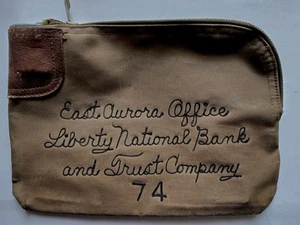 East Aurora Office
Liberty National Bank
and Trust Company
74